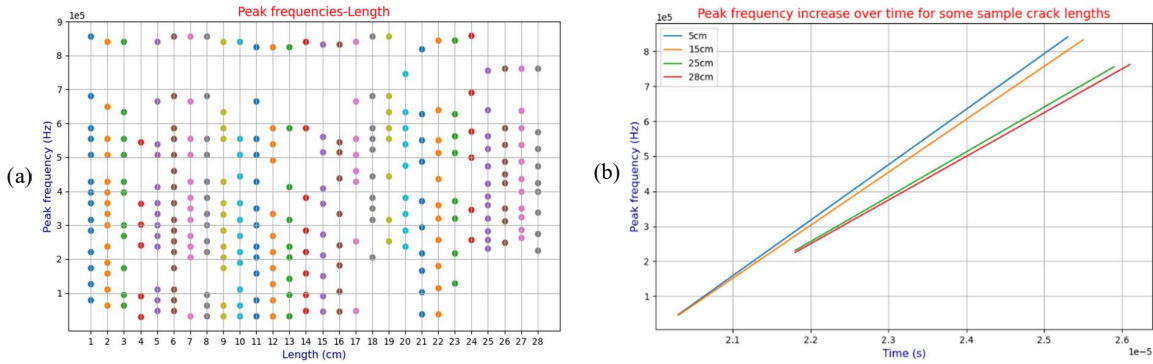 (a)
Peak frequencies-Length
1e5
Peak frequency (Hz)
9
8
7
6
5
4
3
2
1
1 2 3 4 5 6 7 8 9 10 11 12 13 14 15 16 17 18 19 20 21 22 23 24 25 26 27 28
Length (cm)
(b)
Peak frequency increase over time for some sample crack lengths
1e5
5cm
15cm
25cm
28cm
Peak frequency (Hz)
8
7
6
5
4
3
2
1
2.1 2.2 2.3 2.4 2.5 2.6
1e−5
Time (s)